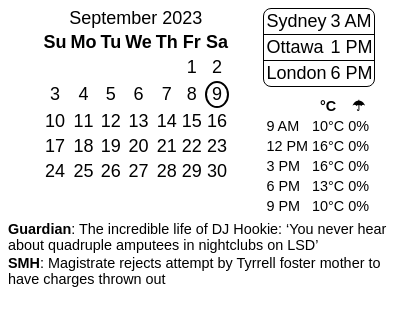 September 2023
Su Mo Tu We Th Fr Sa
1 2
3 4 5 6 7 8 9
10 11 12 13 14 15 16
17 18 19 20 21 22 23
24 25 26 27 28 29 30
Sydney 3 AM
Ottawa 1 PM
London 6 PM
°C ☂
9 AM 10°C 0%
12 PM 16°C 0%
3 PM 16°C 0%
6 PM 13°C 0%
9 PM 10°C 0%
Guardian: The incredible life of DJ Hookie: ‘You never hear
about quadruple amputees in nightclubs on LSD’
SMH: Magistrate rejects attempt by Tyrrell foster mother to
have charges thrown out